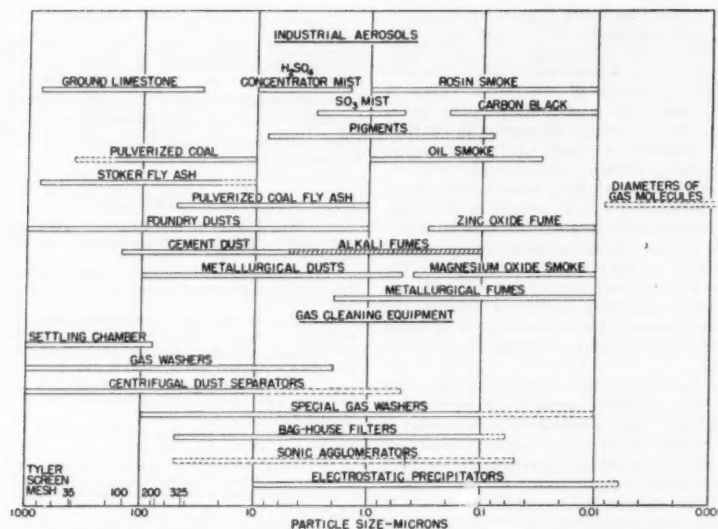 INDUSTRIAL AEROSOLS
GROUND LIMESTONE
H2SO4
CONCENTRATOR MIST
ROSIN SMOKE
SO3 MIST
CARBON BLACK
PIGMENTS
PULVERIZED COAL
OIL SMOKE
STOKER FLY ASH
DIAMETERS OF
GAS MOLECULES
PULVERIZED COAL FLY ASH
FOUNDRY DUSTS
ZINC OXIDE FUME
CEMENT DUST
ALKALI FUMES
METALLURGICAL DUSTS
MAGNESIUM OXIDE SMOKE
METALLURGICAL FUMES
GAS CLEANING EQUIPMENT
SETTLING CHAMBER
GAS WASHERS
CENTRIFUGAL DUST SEPARATORS
SPECIAL GAS WASHERS
BAG-HOUSE FILTERS
SONIC AGGLOMERATORS
TYLER
SCREEN
MESH 35 100 200 325
ELECTROSTATIC PRECIPITATORS
1000 100 10 1.0 0.1 0.01
PARTICLE SIZE-MICRONS